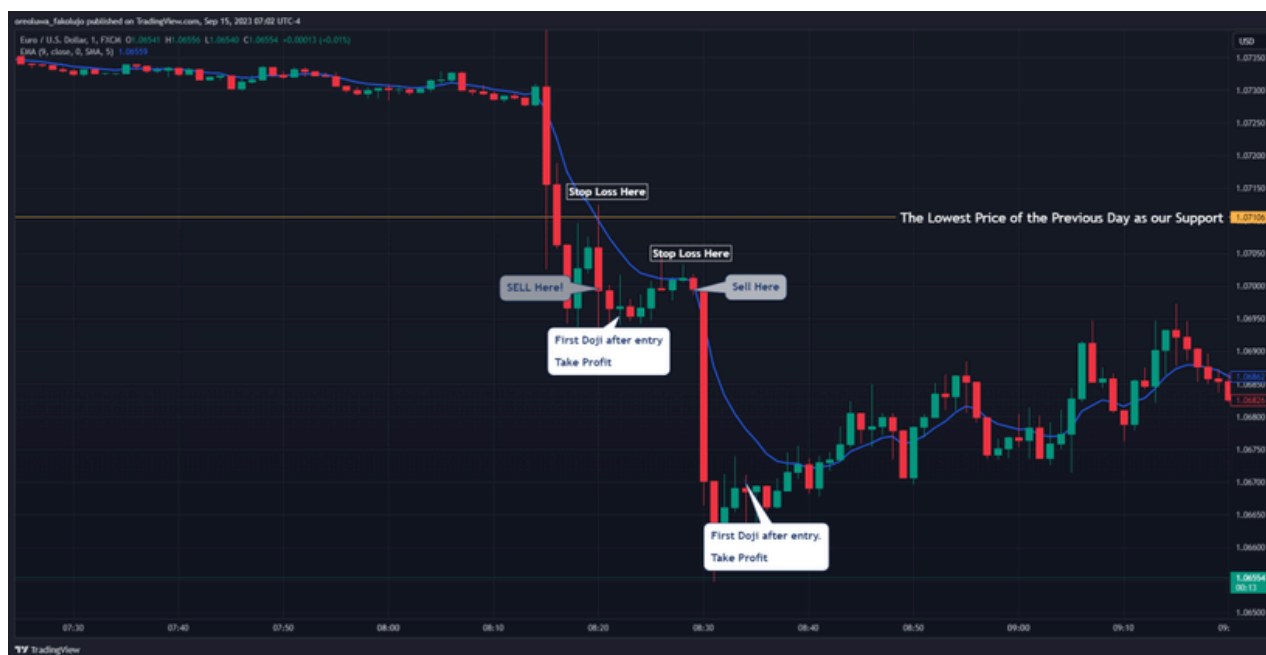 oreoluwa_fakolujo published on TradingView.com, Sep 15, 2023 07:02 UTC-4
Euro / U.S. Dollar, 1, FXCM O1.06541 H1.06556 L1.06540 C1.06554 +0.00013 (+0.01%)
EMA (9, close, 0, SMA, 5) 1.06559
USD
1.07350
1.07300
1.07250
1.07200
1.07150
Stop Loss Here
The Lowest Price of the Previous Day as our Support
1.07106
Stop Loss Here
1.07050
SELL Here!
Sell Here
1.07000
1.06950
First Doji after entry
Take Profit
1.06900
1.06862
1.06850
1.06826
1.06800
1.06750
1.06700
1.06650
First Doji after entry.
Take Profit
1.06600
1.06554
00:13
1.06500
07:30 07:40 07:50 08:00 08:10 08:20 08:30 08:40 08:50 09:00 09:10 09:
TradingView